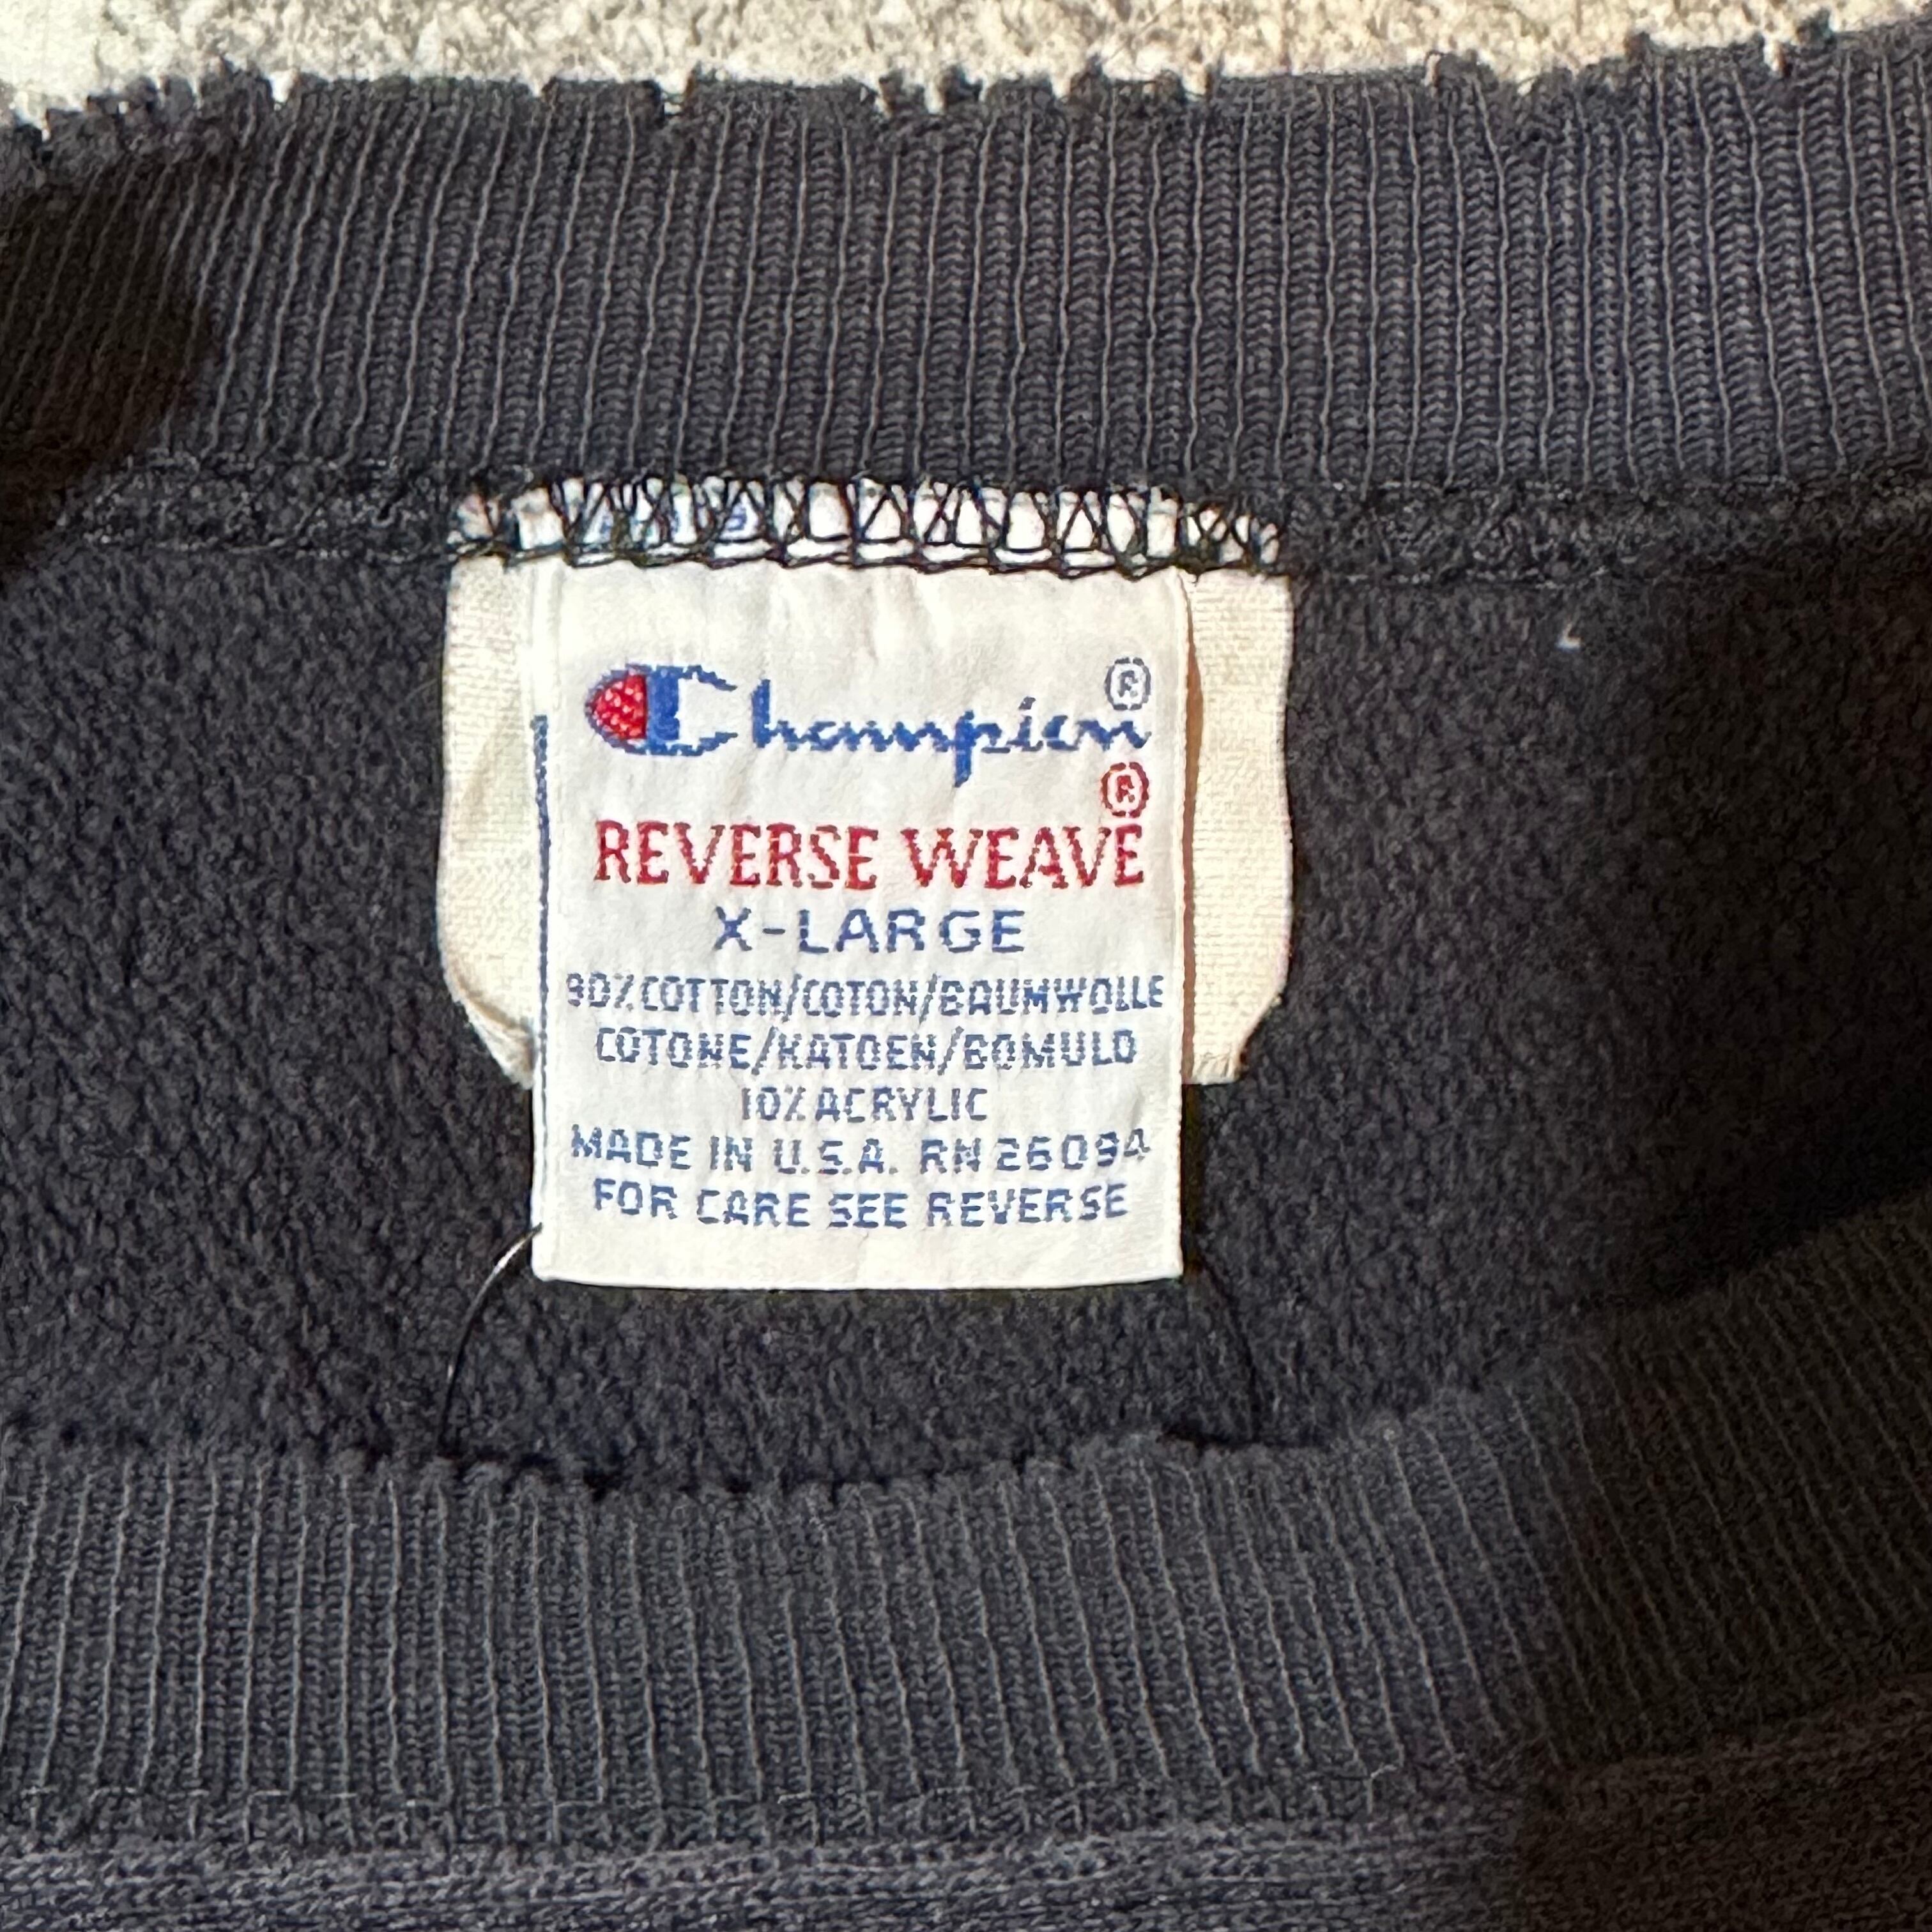 Champion®
REVERSE WEAVE®
X-LARGE
90% COTTON/COTON/BAUMWOLLE
COTONE/KATOEN/BOMULD
10% ACRYLIC
MADE IN U.S.A. RN 26094
FOR CARE SEE REVERSE